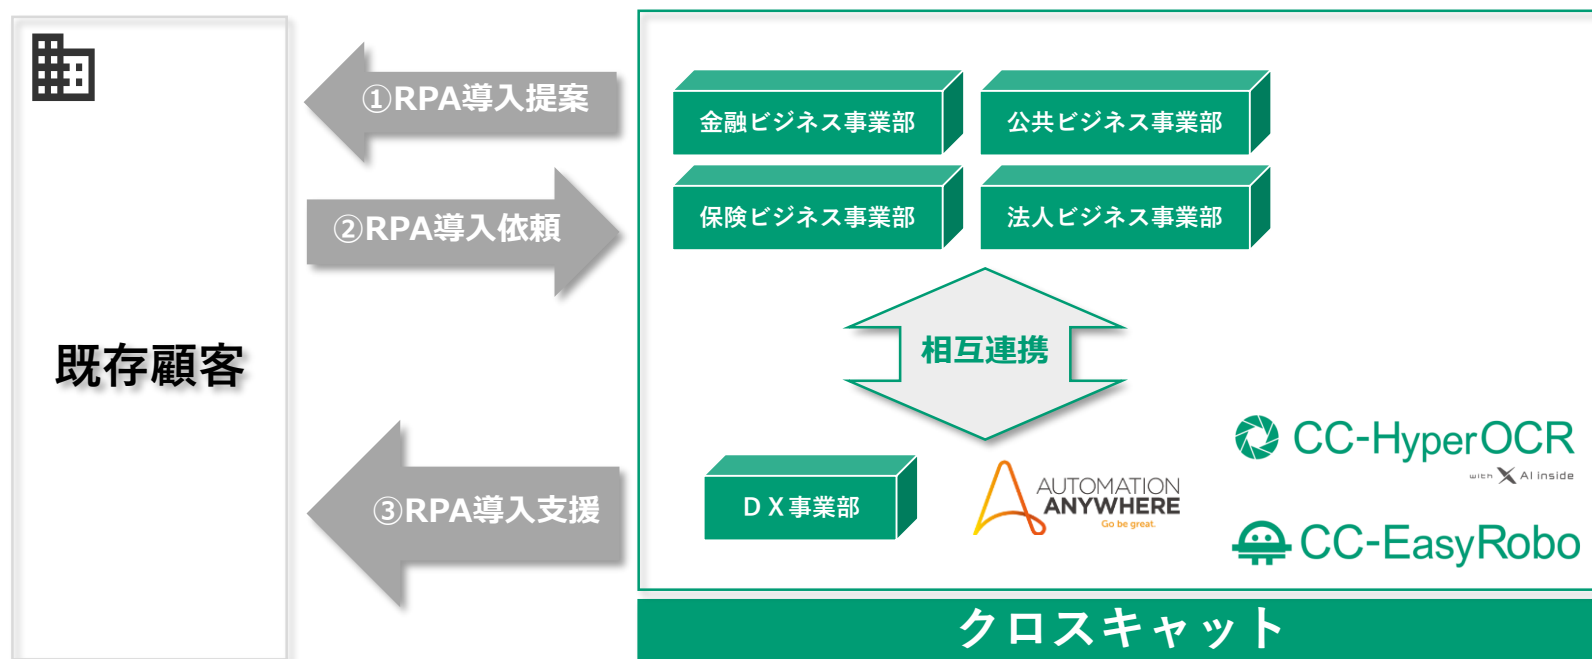 ①RPA導入提案
②RPA導入依頼
既存顧客
③RPA導入支援
金融ビジネス事業部
公共ビジネス事業部
保険ビジネス事業部
法人ビジネス事業部
相互連携
ＤＸ事業部
AUTOMATION
ANYWHERE
Go be great.
CC-HyperOCR
with AI inside
CC-EasyRobo
クロスキャット